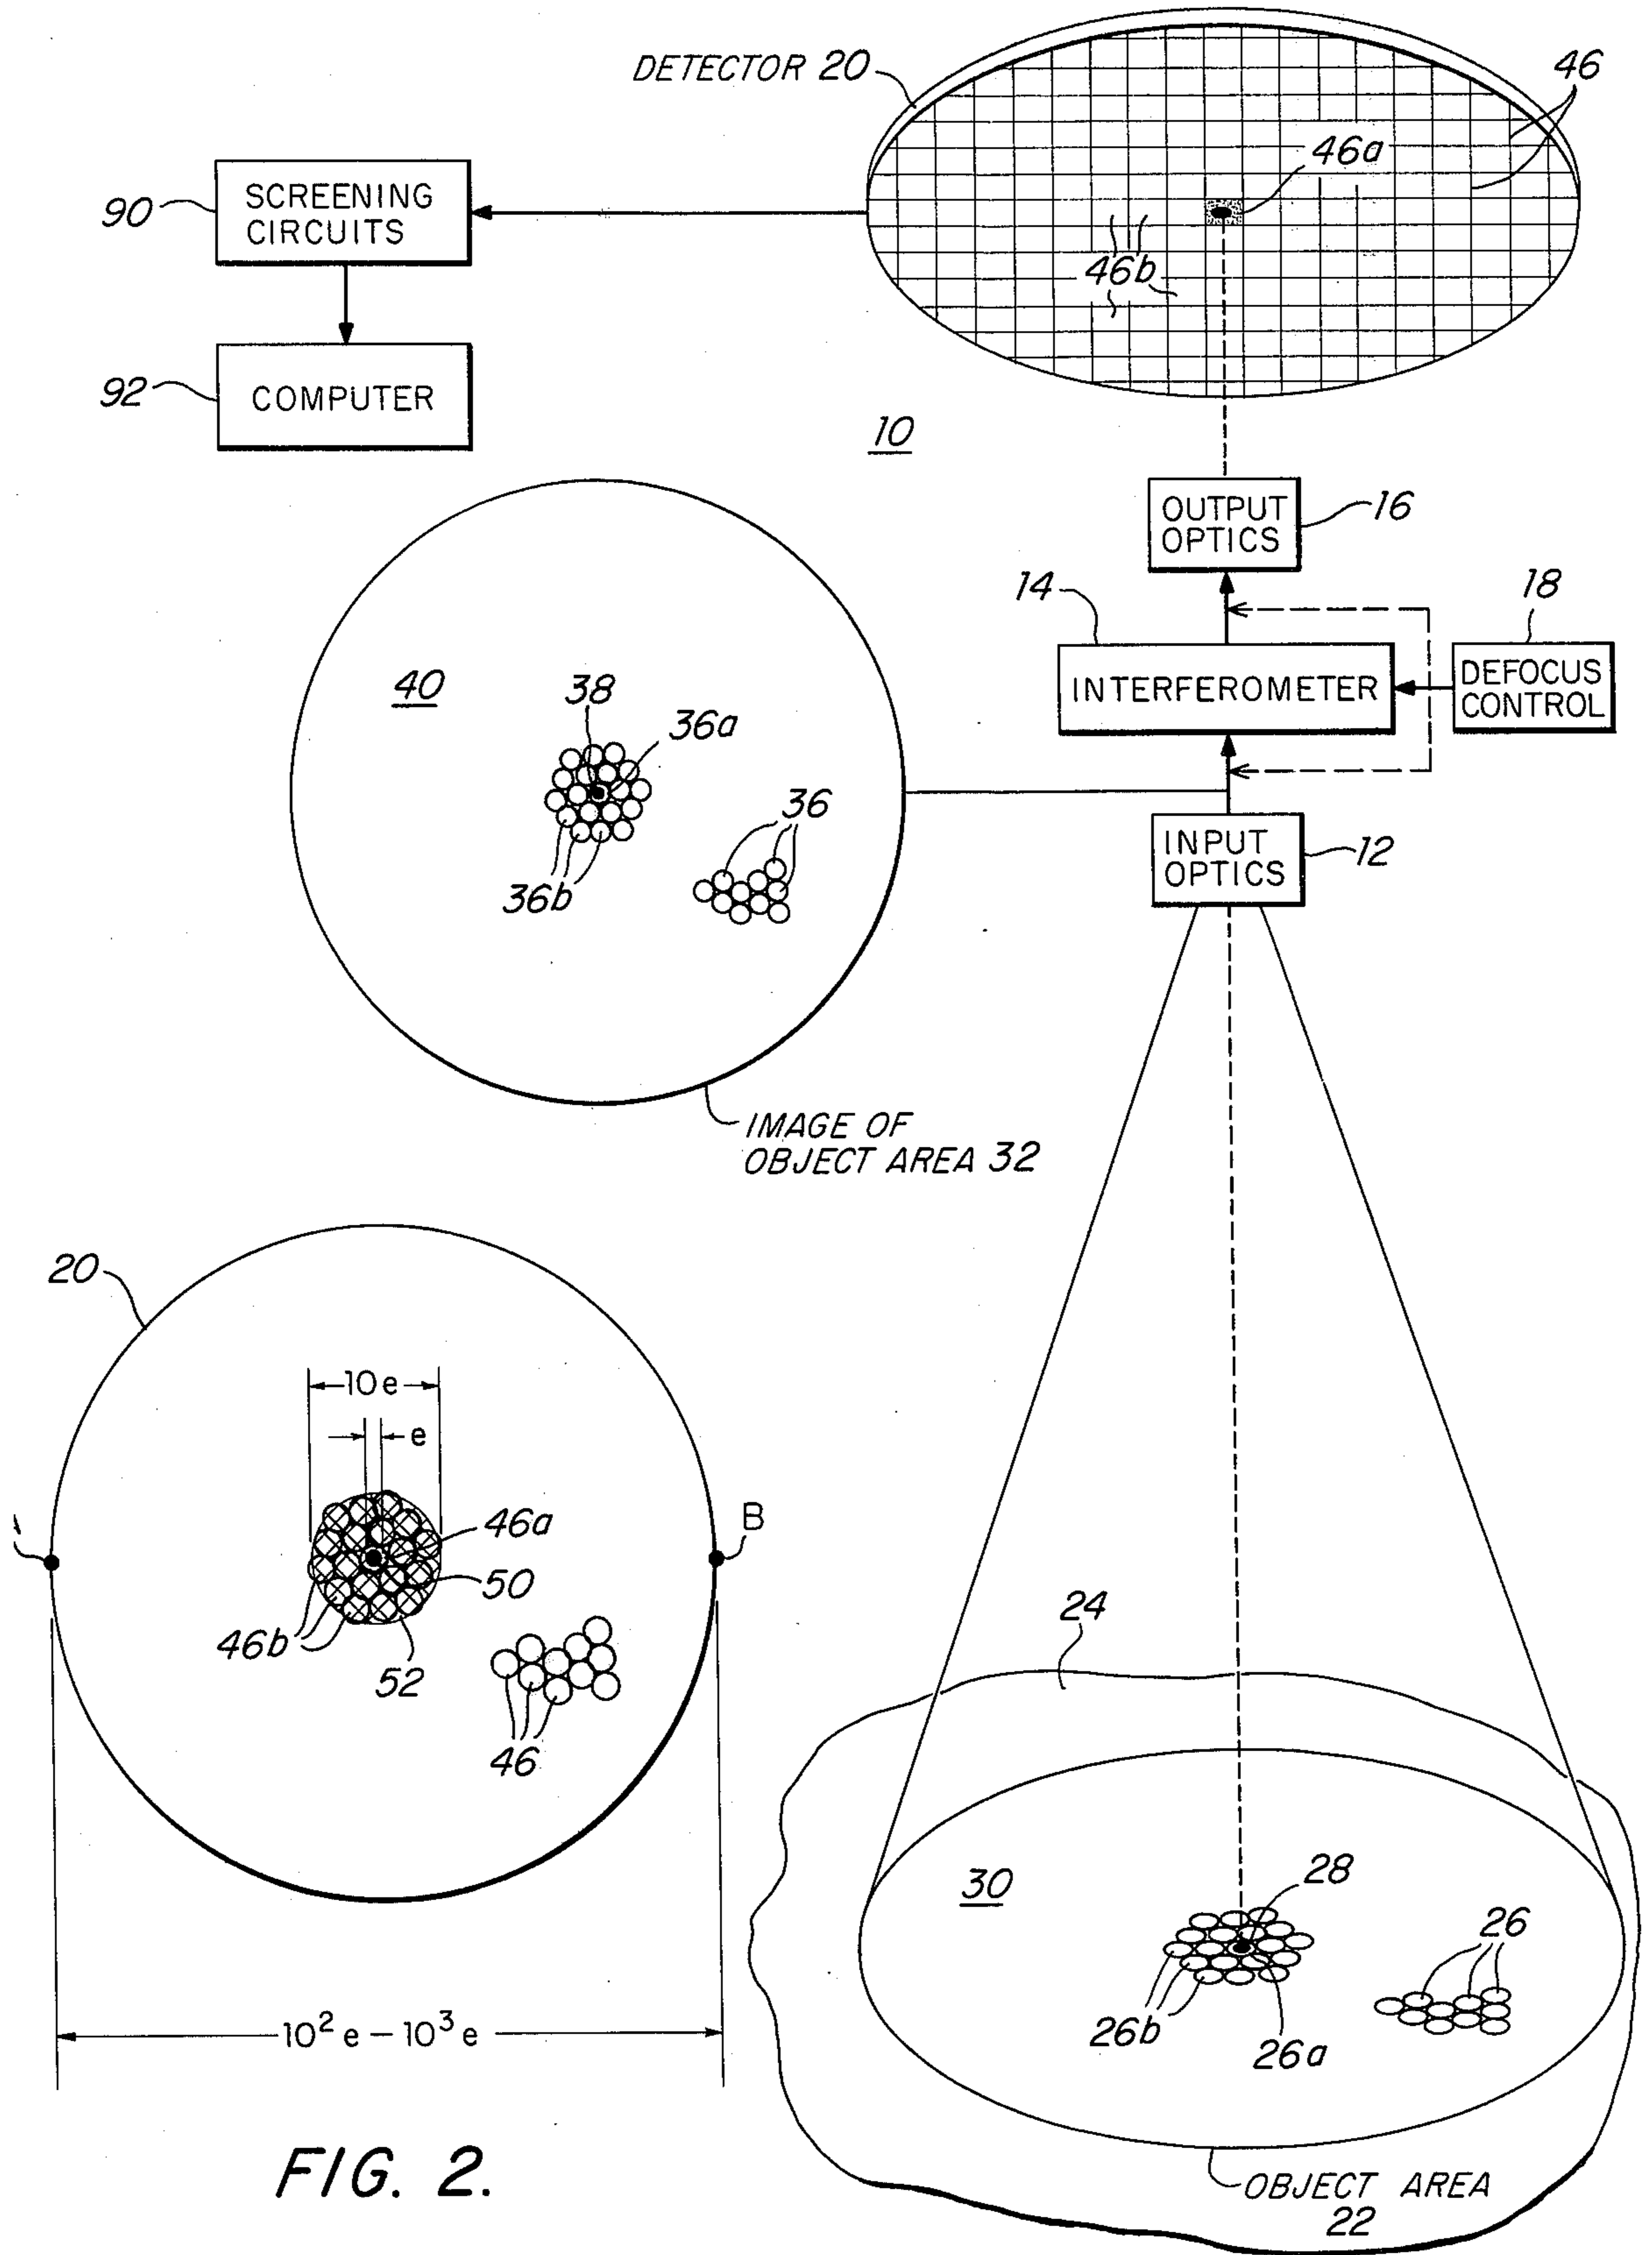 DETECTOR 20
46
46a
46b
90
SCREENING
CIRCUITS
92
COMPUTER
10
OUTPUT
OPTICS
16
14
18
INTERFEROMETER
DEFOCUS
CONTROL
INPUT
OPTICS
12
40
38
36a
36
36b
IMAGE OF
OBJECT AREA 32
20
10 e
e
46a
B
50
46b
52
46
10² e – 10³ e
24
30
28
26
26b
26a
OBJECT AREA
22
FIG. 2.